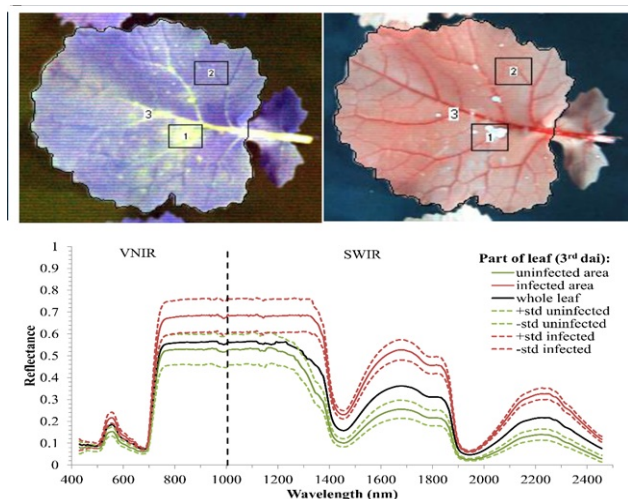 2
3
1
2
3
1
VNIR
SWIR
Part of leaf (3rd dai):
uninfected area
infected area
whole leaf
+std uninfected
-std uninfected
+std infected
-std infected
Reflectance
1
0.9
0.8
0.7
0.6
0.5
0.4
0.3
0.2
0.1
0
400 600 800 1000 1200 1400 1600 1800 2000 2200 2400
Wavelength (nm)